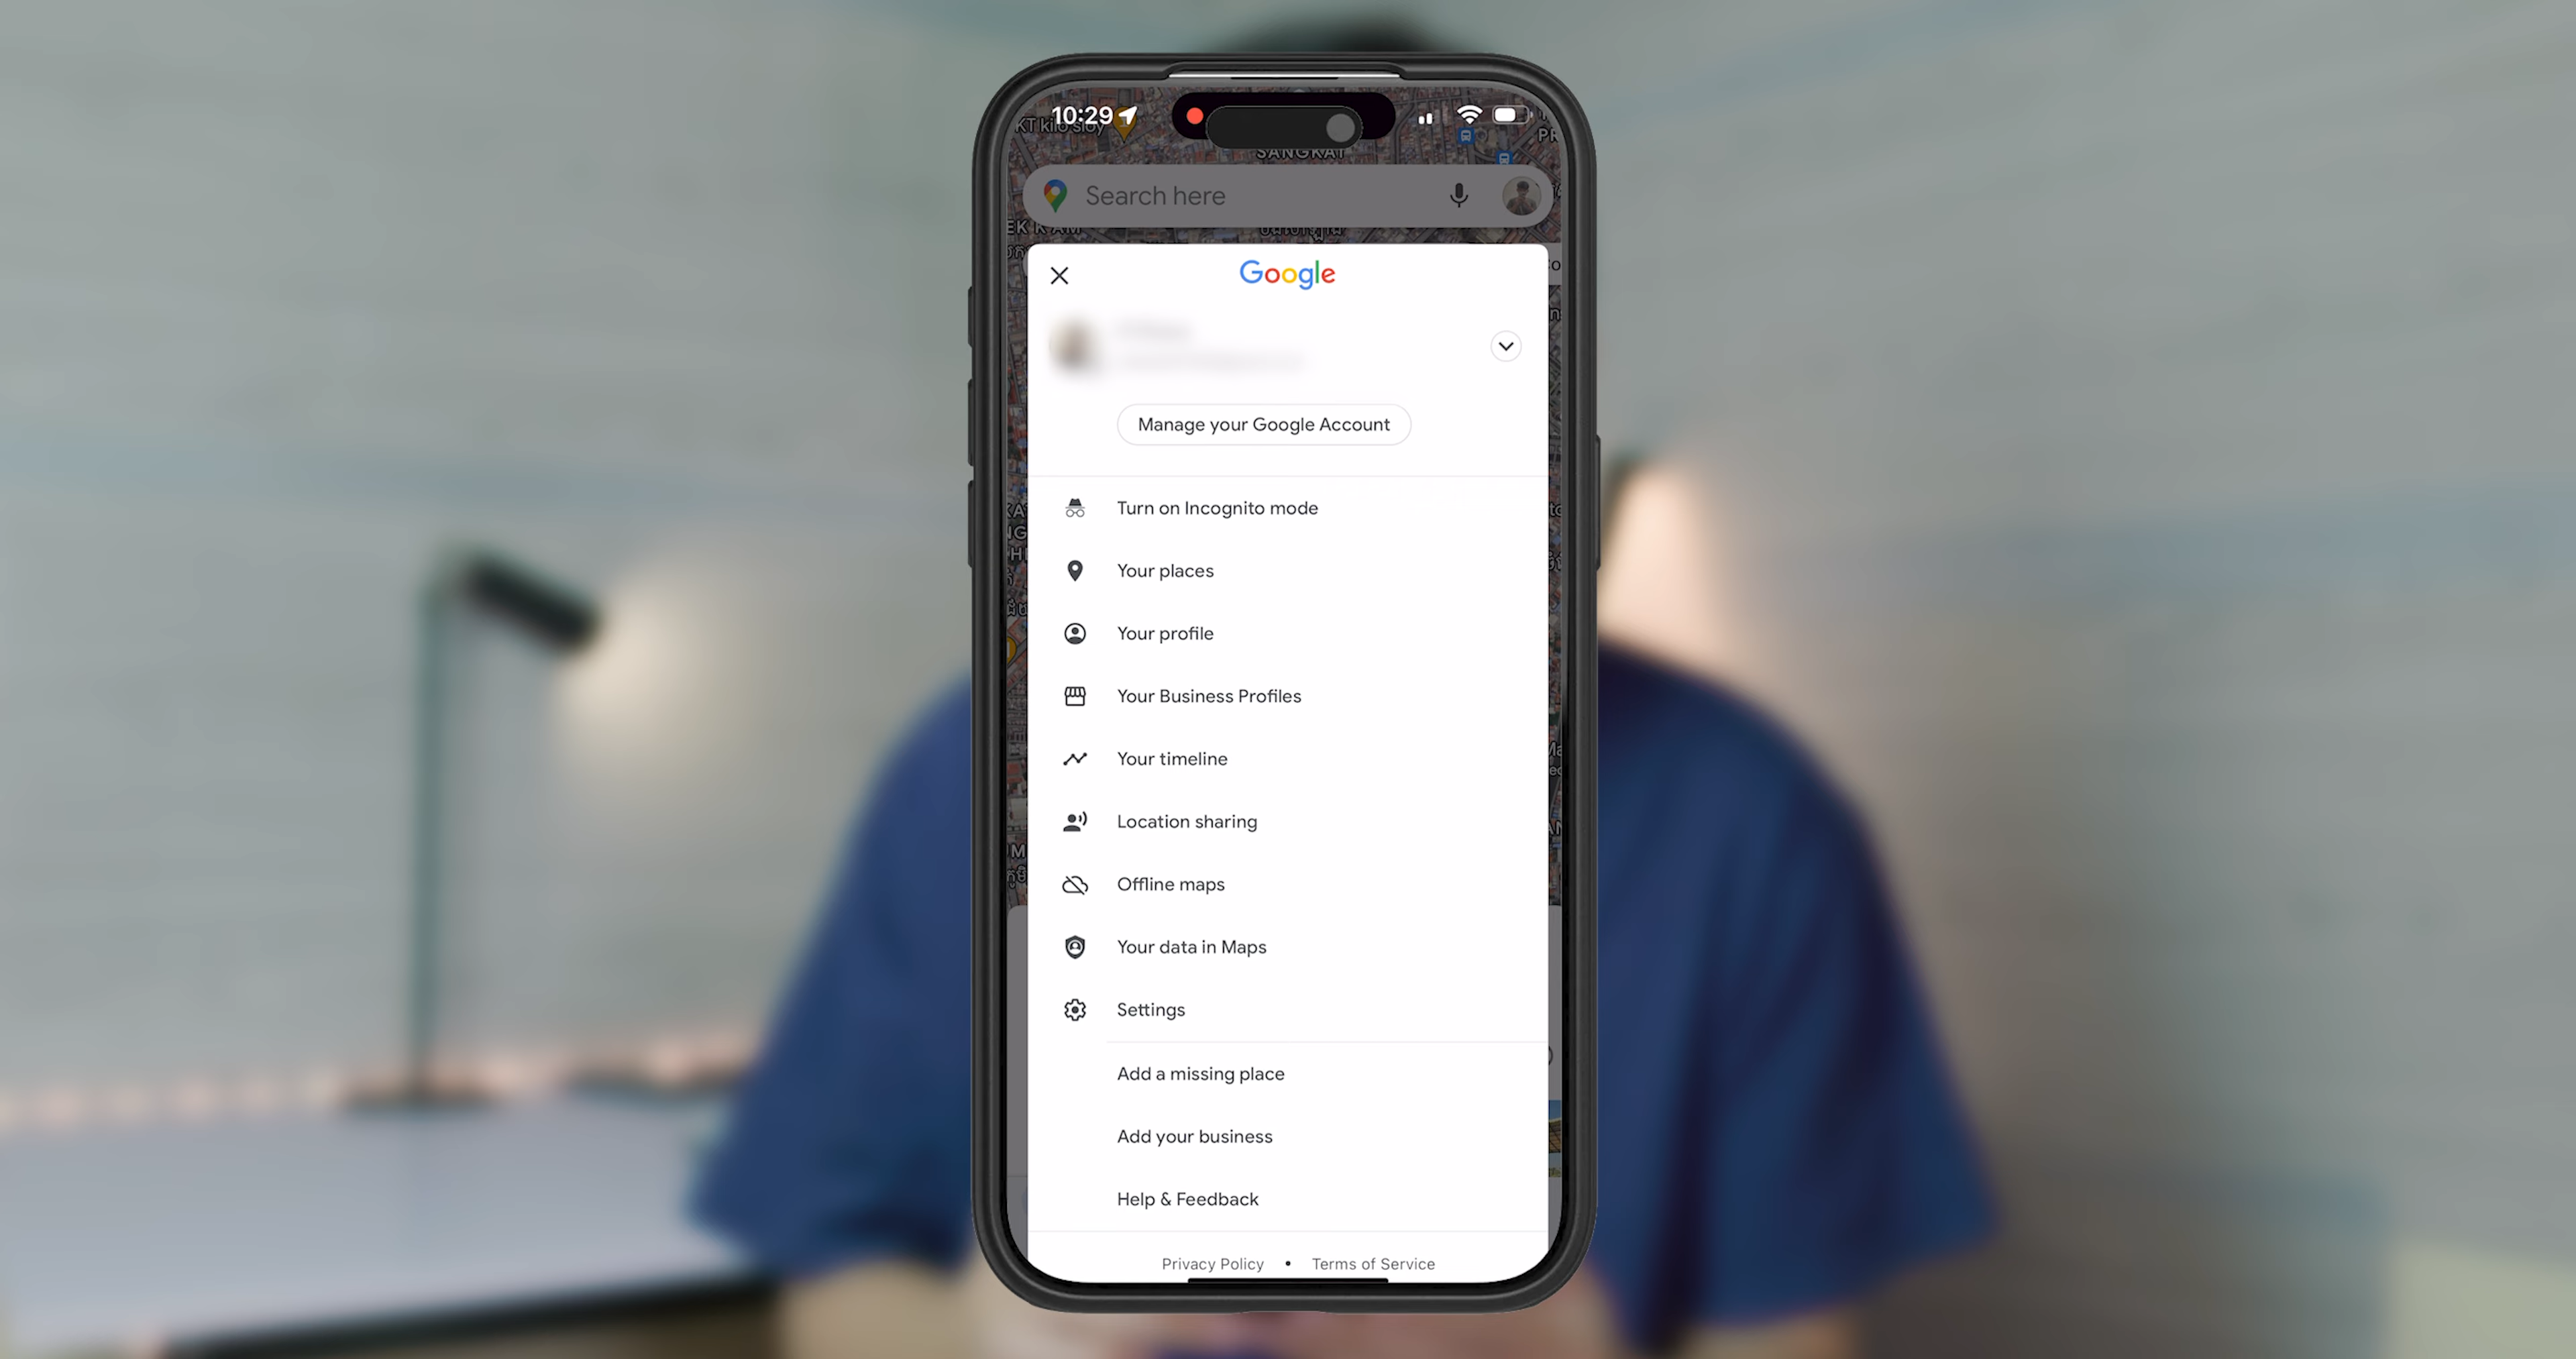 10:29
SANGKAT
Search here
Google
Manage your Google Account
Turn on Incognito mode
Your places
Your profile
Your Business Profiles
Your timeline
Location sharing
Offline maps
Your data in Maps
Settings
Add a missing place
Add your business
Help & Feedback
Privacy Policy • Terms of Service